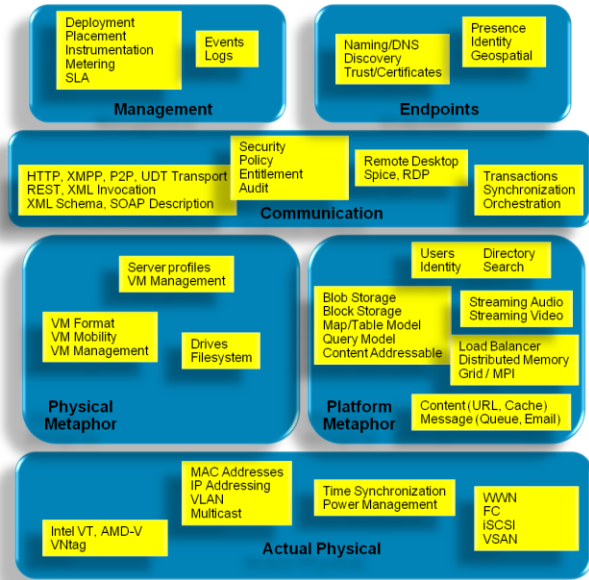 Deployment
Placement
Instrumentation
Metering
SLA
Events
Logs
Management
Naming/DNS
Discovery
Trust/Certificates
Presence
Identity
Geospatial
Endpoints
HTTP, XMPP, P2P, UDT Transport
REST, XML Invocation
XML Schema, SOAP Description
Security
Policy
Entitlement
Audit
Remote Desktop
Spice, RDP
Transactions
Synchronization
Orchestration
Communication
Server profiles
VM Management
VM Format
VM Mobility
VM Management
Drives
Filesystem
Physical
Metaphor
Users Directory
Identity Search
Blob Storage
Block Storage
Map/Table Model
Query Model
Content Addressable
Streaming Audio
Streaming Video
Load Balancer
Distributed Memory
Grid / MPI
Content (URL, Cache)
Message (Queue, Email)
Platform
Metaphor
Intel VT, AMD-V
VNtag
MAC Addresses
IP Addressing
VLAN
Multicast
Time Synchronization
Power Management
WWN
FC
iSCSI
VSAN
Actual Physical